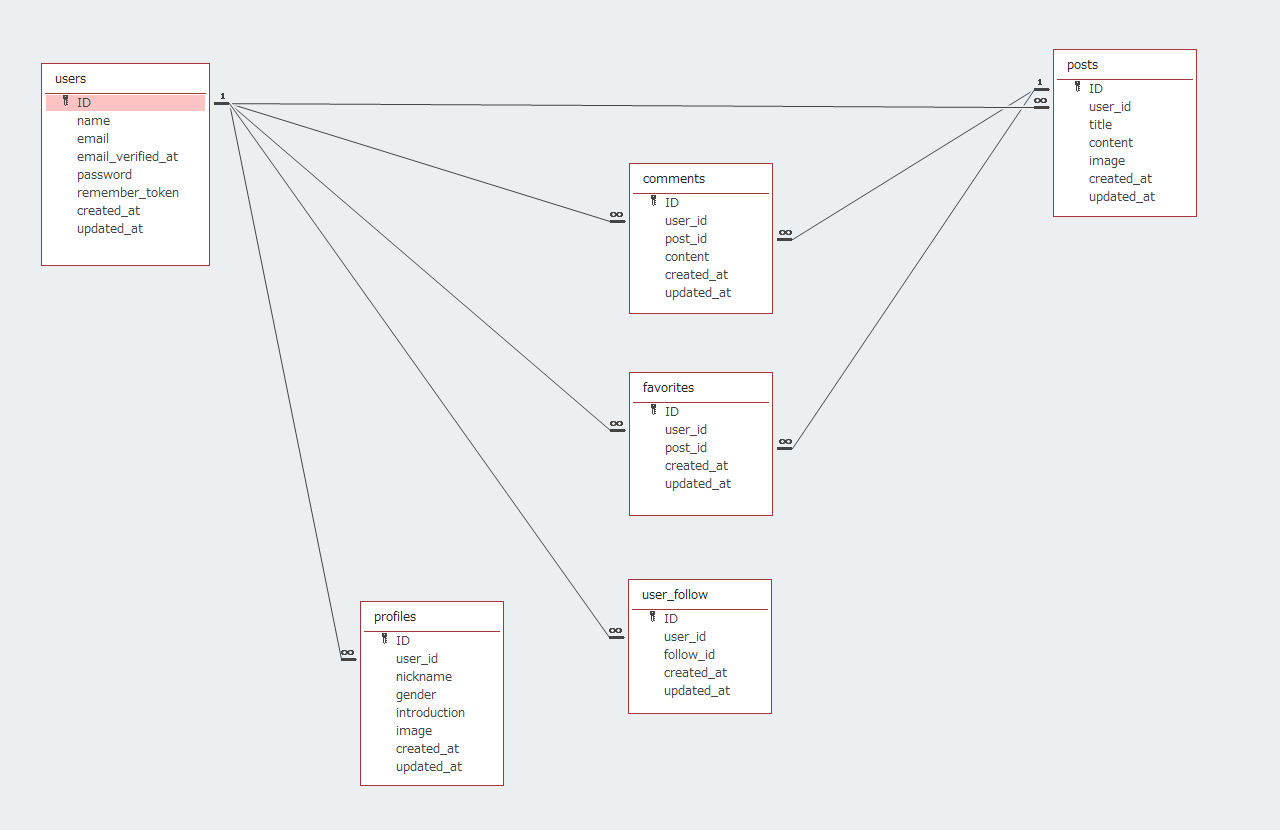 users
ID
name
email
email_verified_at
password
remember_token
created_at
updated_at
1
∞
1
∞
posts
ID
user_id
title
content
image
created_at
updated_at
∞
∞
comments
ID
user_id
post_id
content
created_at
updated_at
∞
∞
favorites
ID
user_id
post_id
created_at
updated_at
∞
user_follow
ID
user_id
follow_id
created_at
updated_at
∞
profiles
ID
user_id
nickname
gender
introduction
image
created_at
updated_at